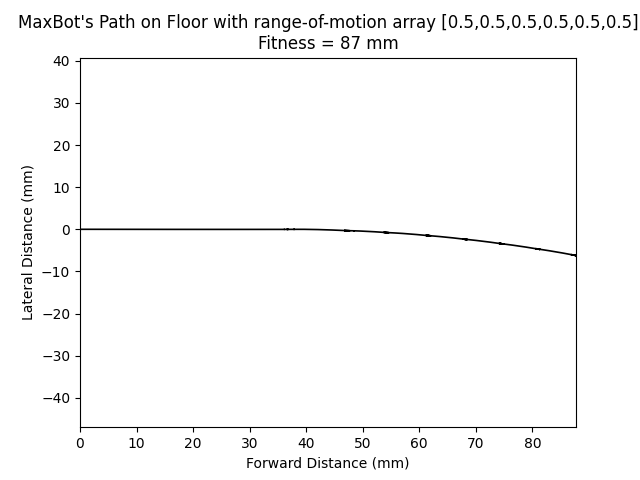 MaxBot's Path on Floor with range-of-motion array [0.5,0.5,0.5,0.5,0.5,0.5]
Fitness = 87 mm
40
30
20
10
0
−10
−20
−30
−40
Lateral Distance (mm)
0 10 20 30 40 50 60 70 80
Forward Distance (mm)